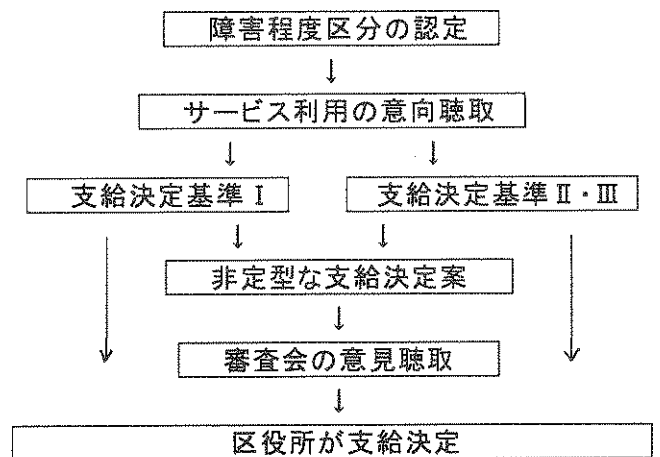 障害程度区分の認定
↓
サービス利用の意向聴取
↓ ↓
支給決定基準Ⅰ 支給決定基準Ⅱ・Ⅲ
↓ ↓
非定型な支給決定案
↓
審査会の意見聴取
↓
区役所が支給決定